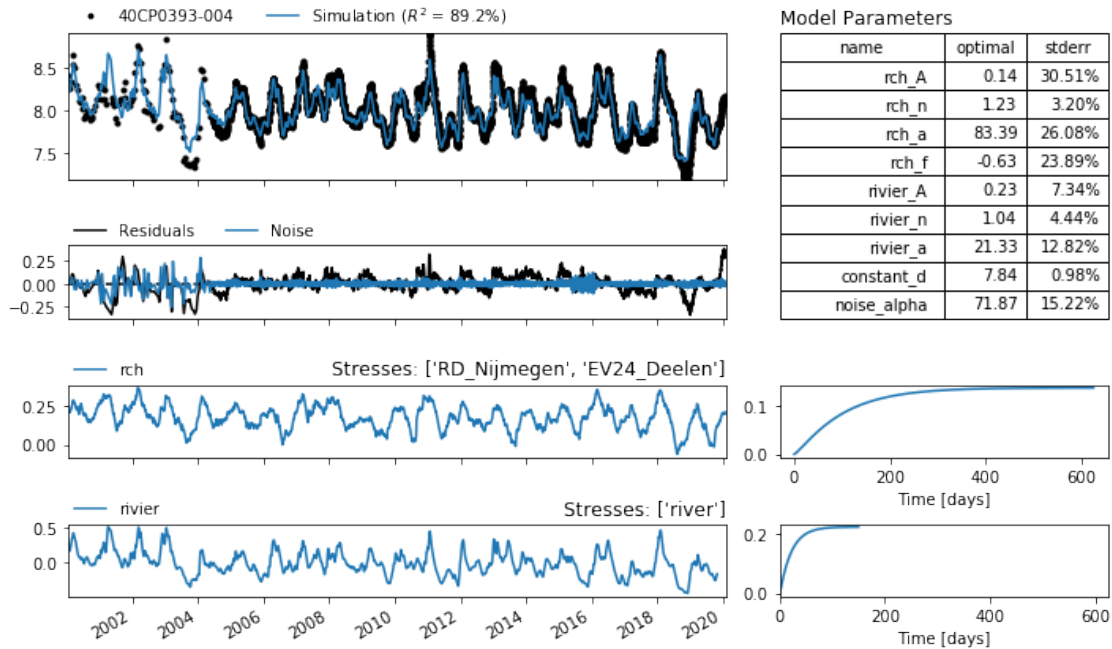 40CP0393-004 Simulation (R² = 89.2%)
8.5
8.0
7.5
Model Parameters
name optimal stderr
rch_A 0.14 30.51%
rch_n 1.23 3.20%
rch_a 83.39 26.08%
rch_f -0.63 23.89%
rivier_A 0.23 7.34%
rivier_n 1.04 4.44%
rivier_a 21.33 12.82%
constant_d 7.84 0.98%
noise_alpha 71.87 15.22%
Residuals Noise
0.25
0.00
−0.25
rch Stresses: ['RD_Nijmegen', 'EV24_Deelen']
0.25
0.00
0.1
0.0
0 200 400 600
Time [days]
rivier Stresses: ['river']
0.5
0.0
2002 2004 2006 2008 2010 2012 2014 2016 2018 2020
0.2
0.0
0 200 400 600
Time [days]